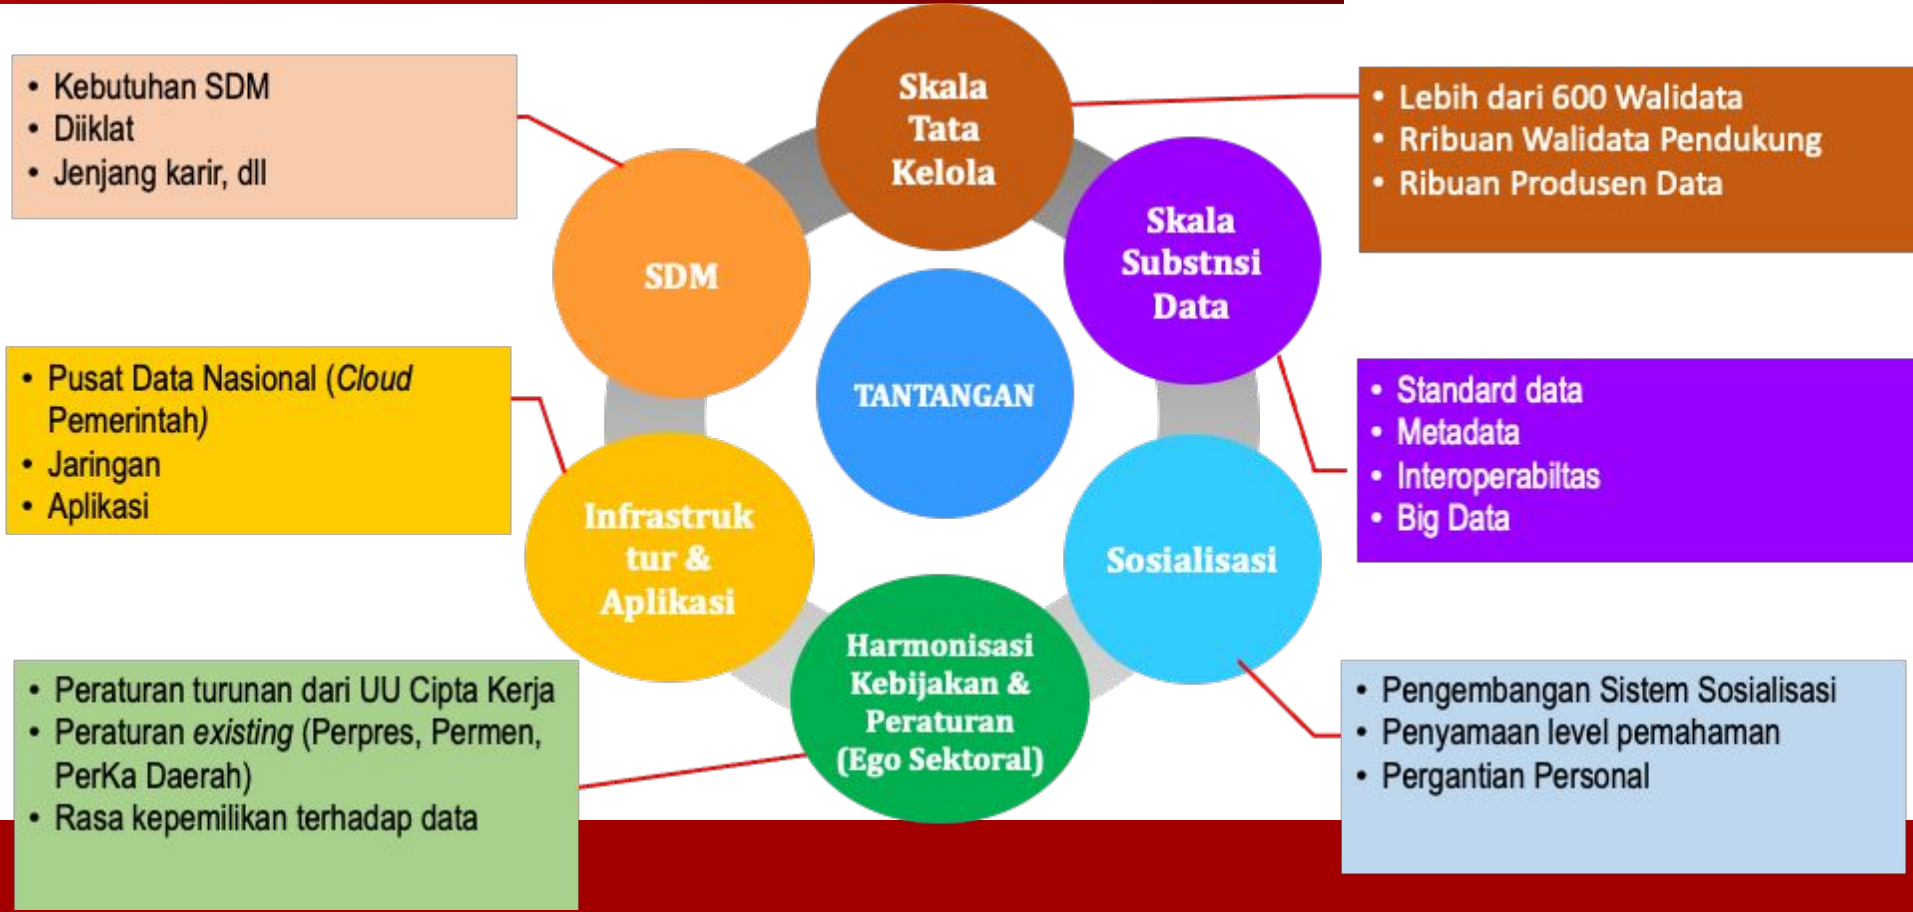 • Kebutuhan SDM
• Diiklat
• Jenjang karir, dll
Skala
Tata
Kelola
• Lebih dari 600 Walidata
• Rribuan Walidata Pendukung
• Ribuan Produsen Data
SDM
Skala
Substnsi
Data
TANTANGAN
• Pusat Data Nasional (Cloud
Pemerintah)
• Jaringan
• Aplikasi
• Standard data
• Metadata
• Interoperabiltas
• Big Data
Infrastruk
tur &
Aplikasi
Sosialisasi
Harmonisasi
Kebijakan &
Peraturan
(Ego Sektoral)
• Peraturan turunan dari UU Cipta Kerja
• Peraturan existing (Perpres, Permen,
PerKa Daerah)
• Rasa kepemilikan terhadap data
• Pengembangan Sistem Sosialisasi
• Penyamaan level pemahaman
• Pergantian Personal